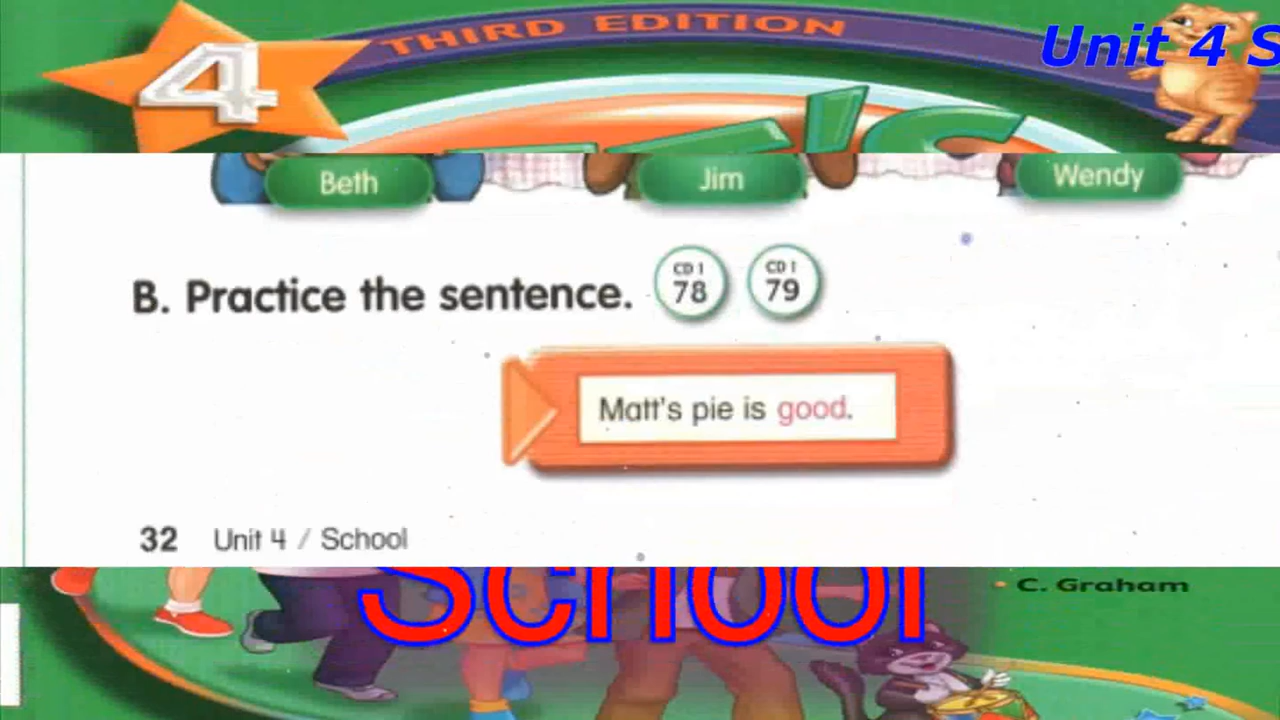 4
THIRD EDITION
Unit 4 S
Beth
Jim
Wendy
B. Practice the sentence.
CD 1
78
CD 1
79
Matt's pie is good.
32 Unit 4 / School
School
• C. Graham